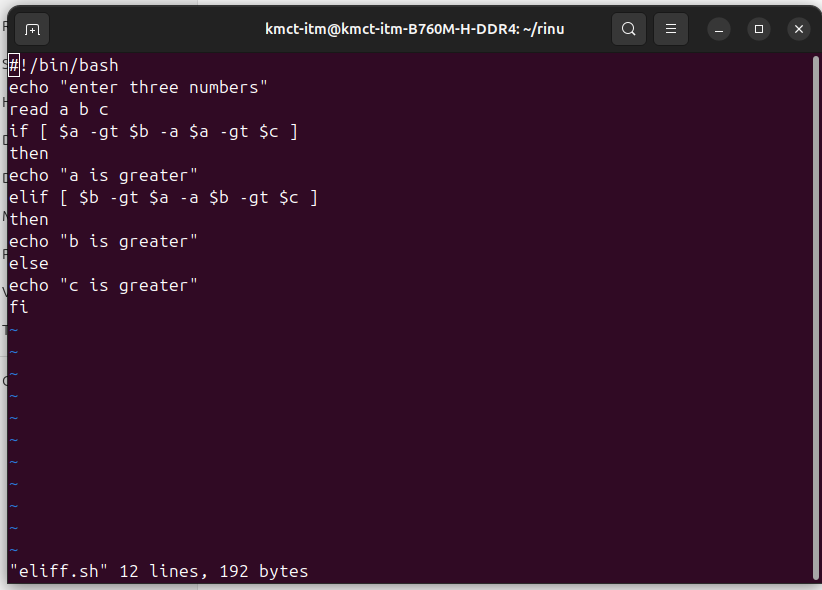 kmct-itm@kmct-itm-B760M-H-DDR4: ~/rinu
#!/bin/bash
echo "enter three numbers"
read a b c
if [ $a -gt $b -a $a -gt $c ]
then
echo "a is greater"
elif [ $b -gt $a -a $b -gt $c ]
then
echo "b is greater"
else
echo "c is greater"
fi
~
~
~
~
~
~
~
~
~
~
~
"eliff.sh" 12 lines, 192 bytes